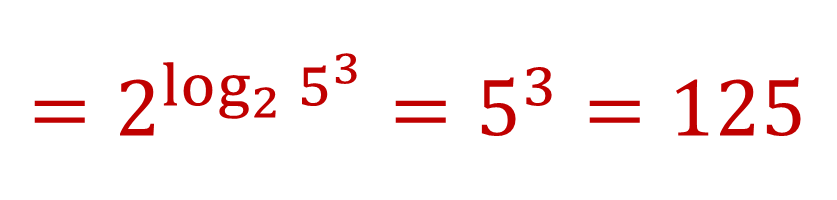 = 2^{log₂ 5³} = 5³ = 125